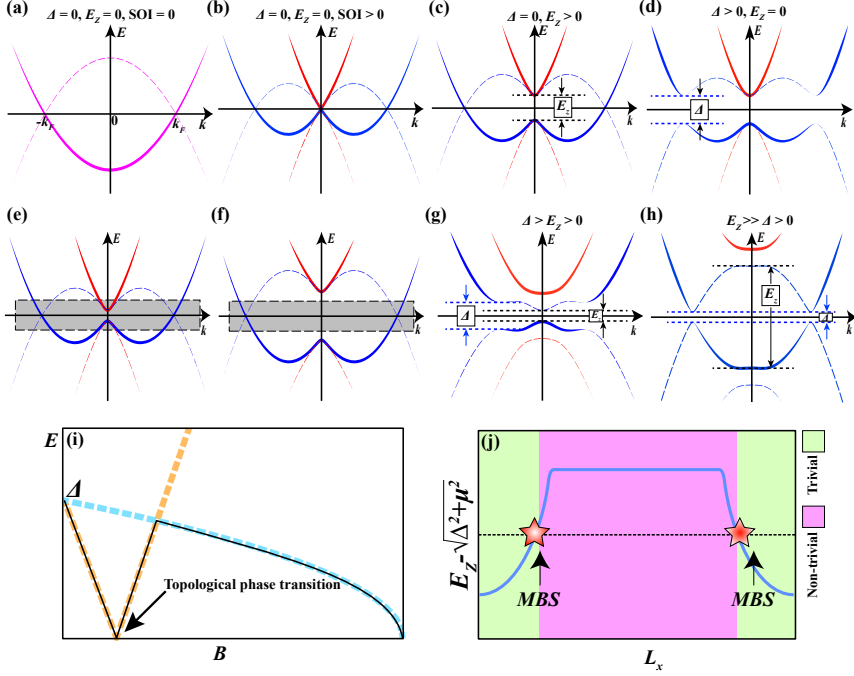 (a)
Δ = 0, E_Z = 0, SOI = 0
E
-k_F
0
k_F
k
(b)
Δ = 0, E_Z = 0, SOI > 0
E
k
(c)
Δ = 0, E_Z > 0
E
E_z
k
(d)
Δ > 0, E_Z = 0
E
Δ
k
(e)
E
k
(f)
E
k
(g)
Δ > E_Z > 0
E
Δ
E_z
k
(h)
E_Z >> Δ > 0
E
E_z
Δ
k
(i)
E
Δ
Topological phase transition
B
(j)
E_Z-√Δ²+μ²
MBS
MBS
L_x
Trivial
Non-trivial